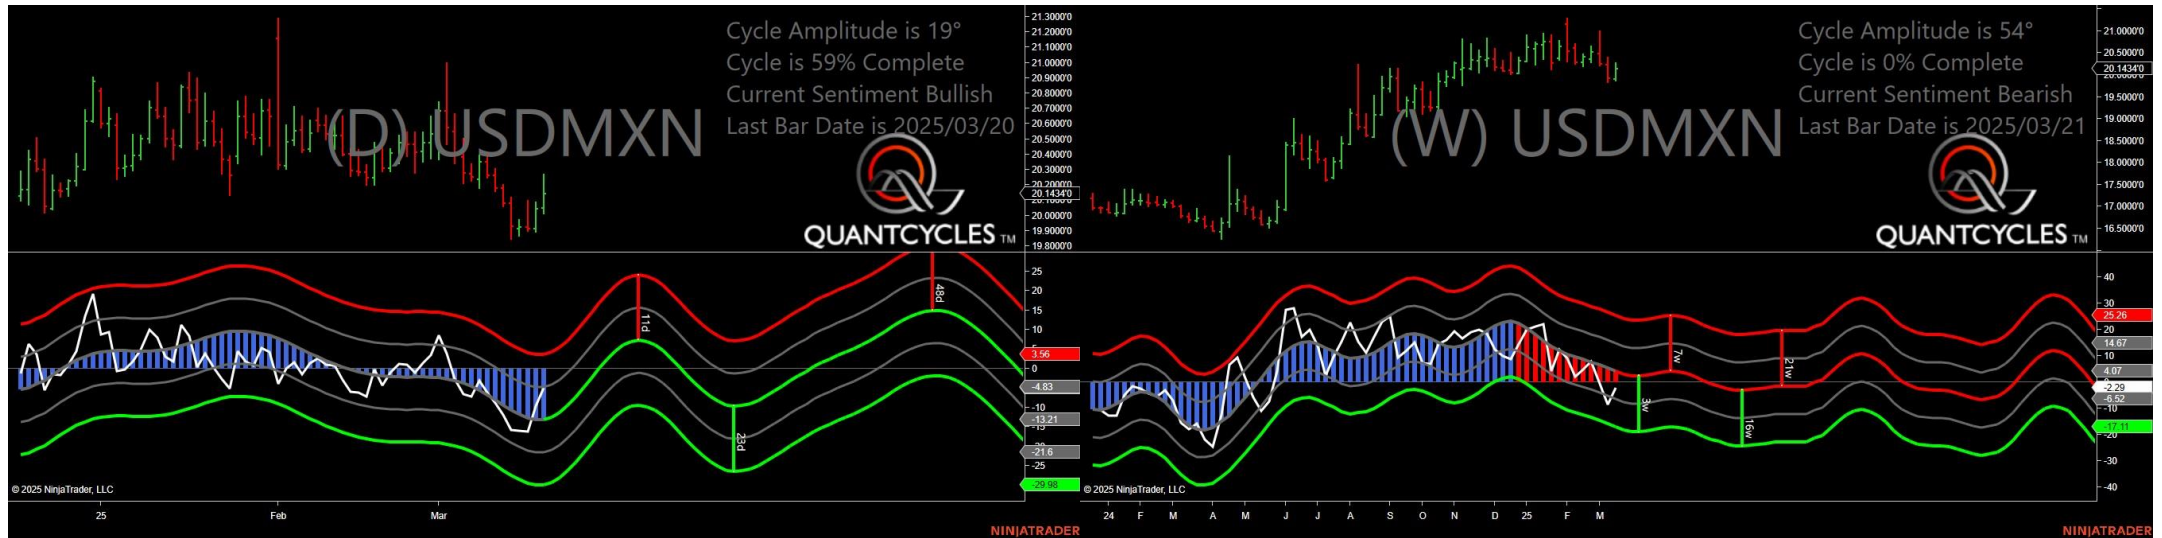 Cycle Amplitude is 19°
Cycle is 59% Complete
Current Sentiment Bullish
Last Bar Date is 2025/03/20
(D) USDMXN
QUANTCYCLES TM
21.3000'0
21.2000'0
21.1000'0
21.0000'0
20.9000'0
20.8000'0
20.7000'0
20.6000'0
20.5000'0
20.4000'0
20.3000'0
20.2000'0
20.1434'0
20.0000'0
19.9000'0
19.8000'0
11d
23d
48d
25
20
15
10
5
3.56
0
-4.83
-10
-13.21
-15
-21.6
-25
-29.98
© 2025 NinjaTrader, LLC
25 Feb Mar
NINJATRADER
Cycle Amplitude is 54°
Cycle is 0% Complete
Current Sentiment Bearish
Last Bar Date is 2025/03/21
(W) USDMXN
QUANTCYCLES TM
21.0000'0
20.5000'0
20.1434'0
20.0000'0
19.5000'0
19.0000'0
18.5000'0
18.0000'0
17.5000'0
17.0000'0
16.5000'0
3w
7w
16w
21w
40
30
25.26
20
14.67
10
4.07
-2.29
-6.52
-10
-17.11
-20
-30
-40
© 2025 NinjaTrader, LLC
24 F M A M J J A S O N D 25 F M
NINJATRADER